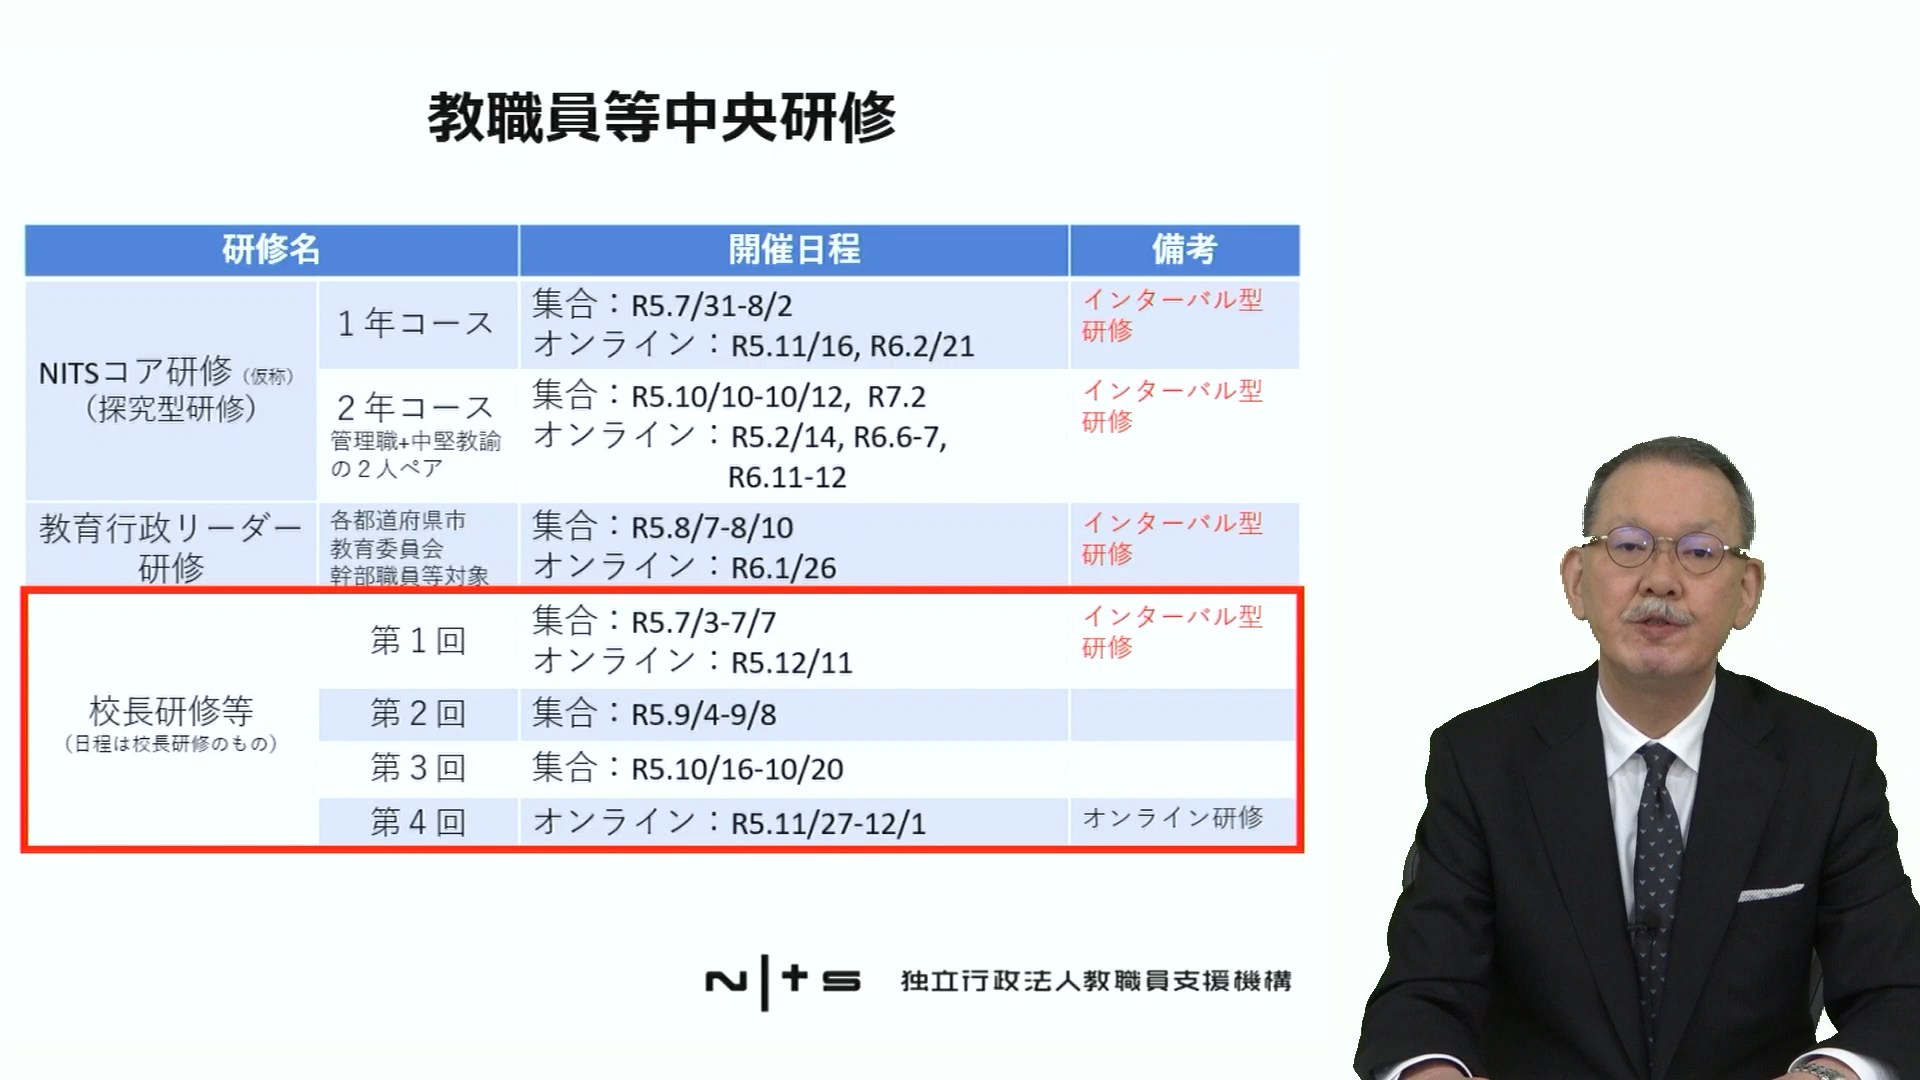 教職員等中央研修
研修名
開催日程
備考
NITSコア研修（仮称）
（探究型研修）
１年コース
集合：R5.7/31-8/2
オンライン：R5.11/16, R6.2/21
インターバル型
研修
２年コース
管理職+中堅教諭
の２人ペア
集合：R5.10/10-10/12, R7.2
オンライン：R5.2/14, R6.6-7,
R6.11-12
インターバル型
研修
教育行政リーダー
研修
各都道府県市
教育委員会
幹部職員等対象
集合：R5.8/7-8/10
オンライン：R6.1/26
インターバル型
研修
校長研修等
（日程は校長研修のもの）
第１回
集合：R5.7/3-7/7
オンライン：R5.12/11
インターバル型
研修
第２回
集合：R5.9/4-9/8
第３回
集合：R5.10/16-10/20
第４回
オンライン：R5.11/27-12/1
オンライン研修
NITS 独立行政法人教職員支援機構